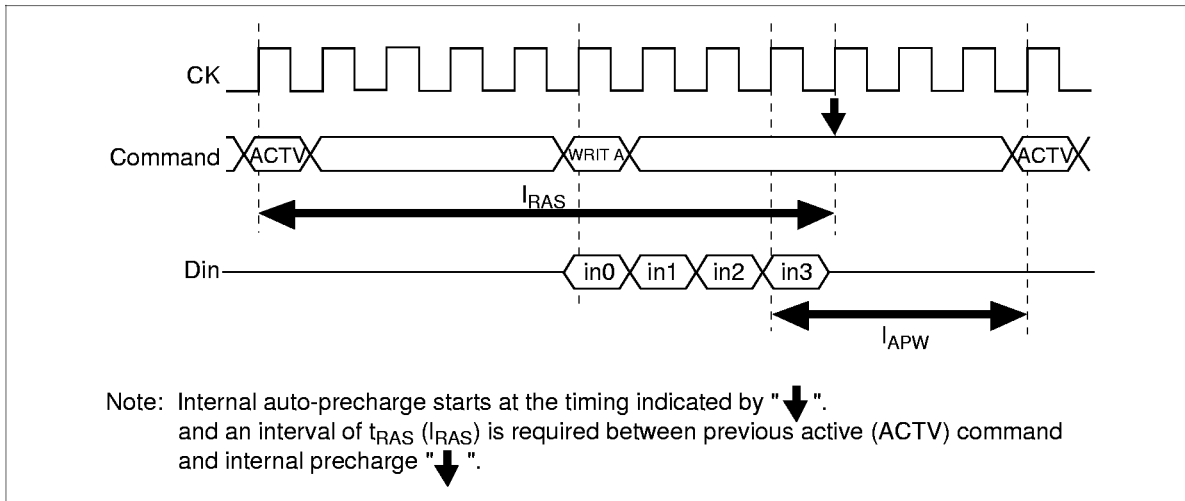 CK
Command ACTV WRIT A ACTV
lRAS
Din in0 in1 in2 in3
lAPW
Note: Internal auto-precharge starts at the timing indicated by " ".
and an interval of tRAS (lRAS) is required between previous active (ACTV) command
and internal precharge " ".